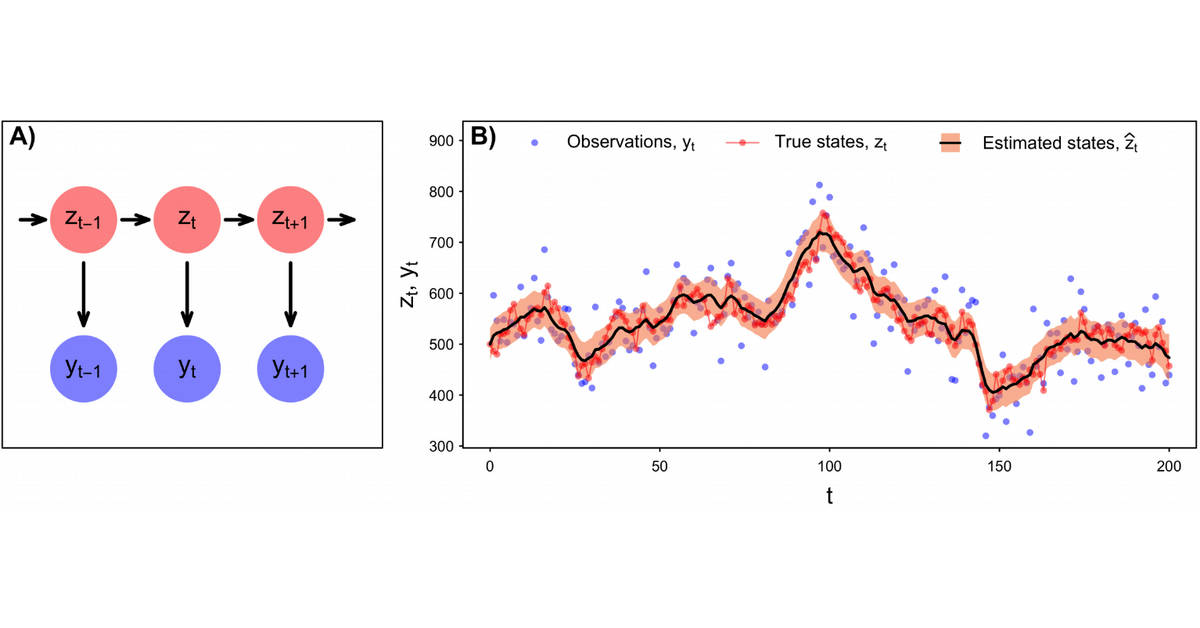 A)
zt−1 zt zt+1
yt−1 yt yt+1
B)
Observations, yt True states, zt Estimated states, ẑt
900
800
700
600
500
400
300
zt, yt
0 50 100 150 200
t